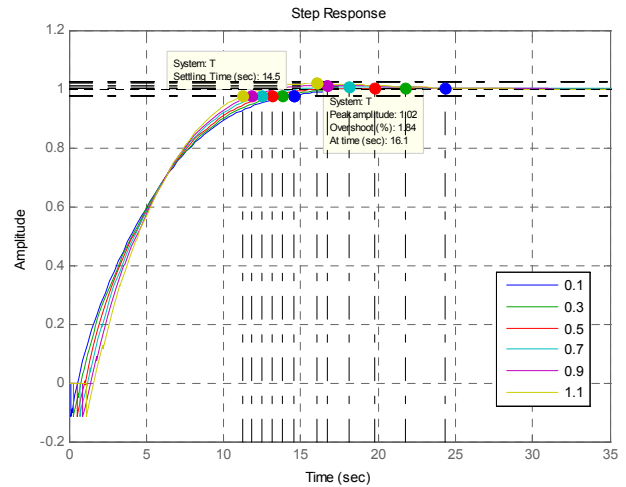 Step Response
System: T
Settling Time (sec): 14.5
System: T
Peak amplitude: 1.02
Overshoot (%): 1.84
At time (sec): 16.1
Amplitude
1.2
1
0.8
0.6
0.4
0.2
0
-0.2
0 5 10 15 20 25 30 35
Time (sec)
0.1
0.3
0.5
0.7
0.9
1.1